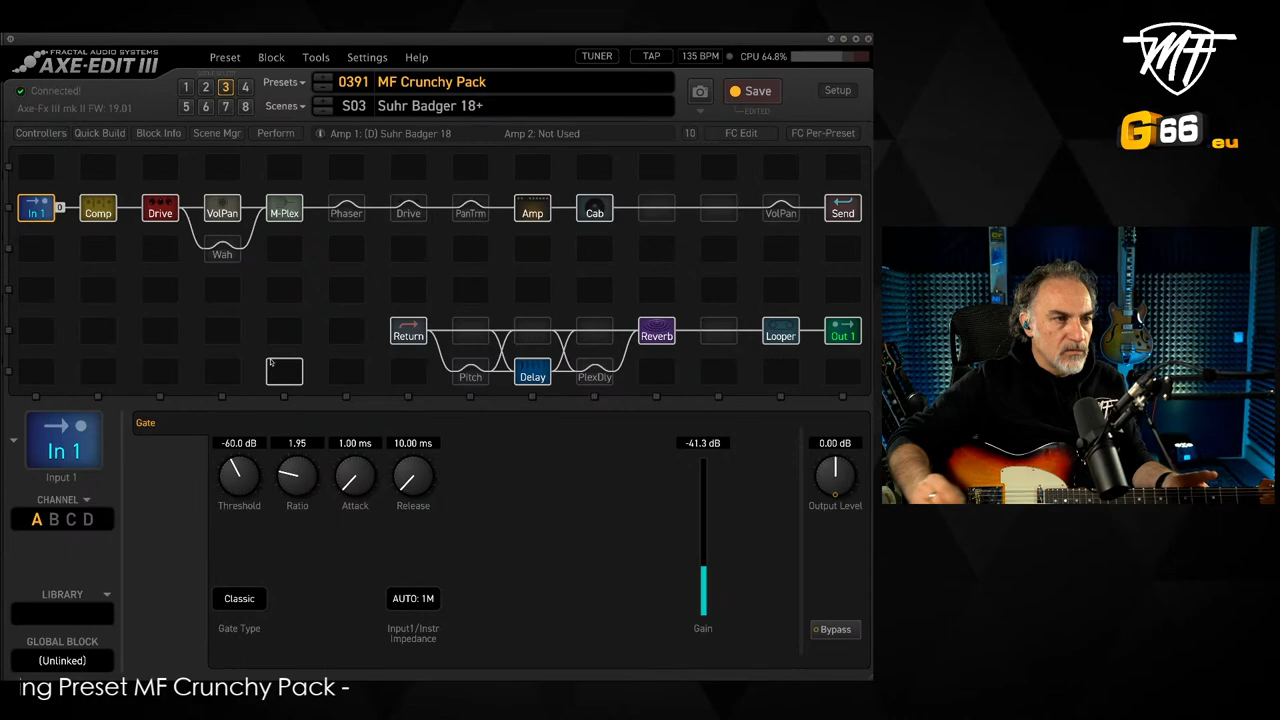 FRACTAL AUDIO SYSTEMS
AXE-EDIT III
Preset Block Tools Settings Help
TUNER TAP 135 BPM CPU 64.8%
Connected!
Axe-Fx III mk II FW: 19.01
SCENE SELECT
1 2 3 4
5 6 7 8
Presets 0391 MF Crunchy Pack
Scenes S03 Suhr Badger 18+
Save
EDITED
Setup
Controllers Quick Build Block Info Scene Mgr Perform Amp 1: (D) Suhr Badger 18 Amp 2: Not Used 10 FC Edit FC Per-Preset
In 1 0 Comp Drive VolPan M-Plex Phaser Drive PanTrm Amp Cab VolPan Send
Wah
Return Reverb Looper Out 1
Pitch Delay PlexDly
In 1
Input 1
CHANNEL
A B C D
LIBRARY
GLOBAL BLOCK
(Unlinked)
Gate
-60.0 dB 1.95 1.00 ms 10.00 ms -41.3 dB 0.00 dB
Threshold Ratio Attack Release Output Level
Classic AUTO: 1M
Gate Type Input1/Instr Impedance Gain
Bypass
ing Preset MF Crunchy Pack -
MF
G66
eu